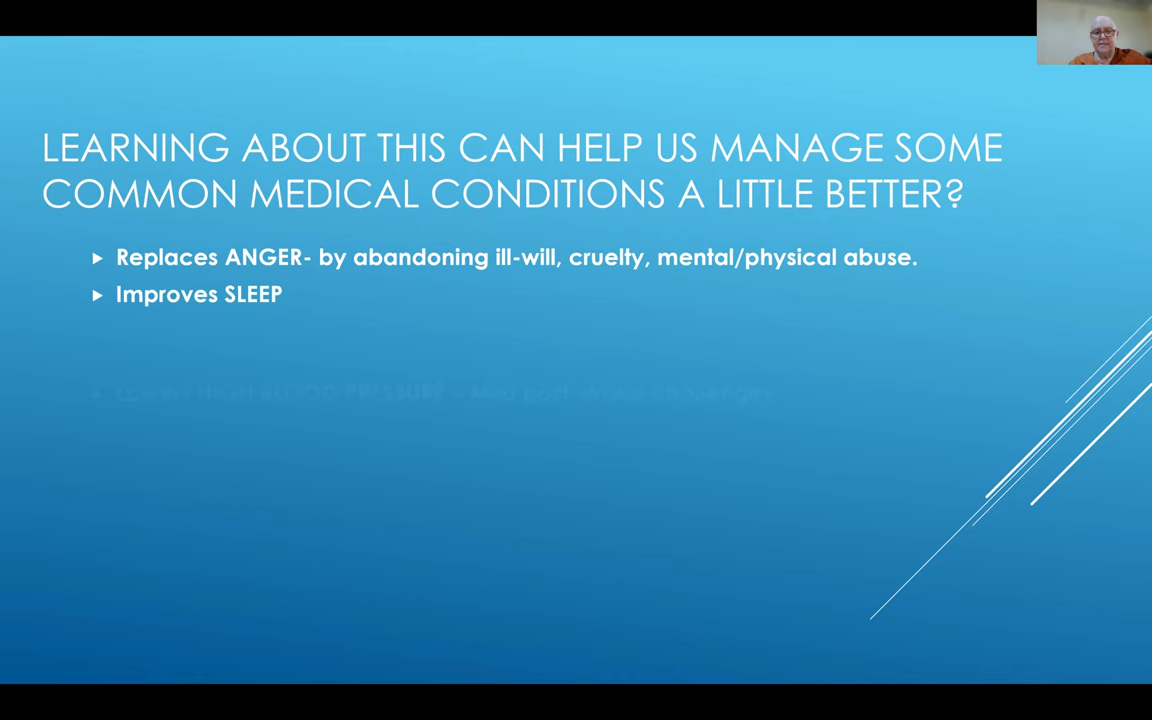 LEARNING ABOUT THIS CAN HELP US MANAGE SOME
COMMON MEDICAL CONDITIONS A LITTLE BETTER?
Replaces ANGER- by abandoning ill-will, cruelty, mental/physical abuse.
Improves SLEEP